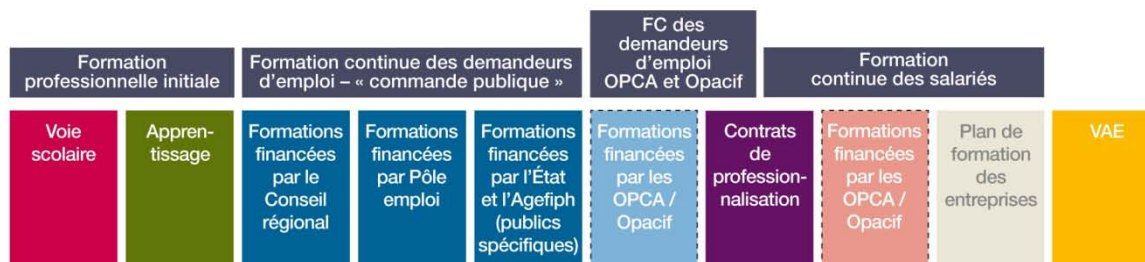 Formation
professionnelle initiale
Formation continue des demandeurs
d'emploi – « commande publique »
FC des
demandeurs
d'emploi
OPCA et Opacif
Formation
continue des salariés
Voie
scolaire
Appren-
tissage
Formations
financées
par le
Conseil
régional
Formations
financées
par Pôle
emploi
Formations
financées
par l'État
et l'Agefiph
(publics
spécifiques)
Formations
financées
par les
OPCA /
Opacif
Contrats
de
profession-
nalisation
Formations
financées
par les
OPCA /
Opacif
Plan de
formation
des
entreprises
VAE